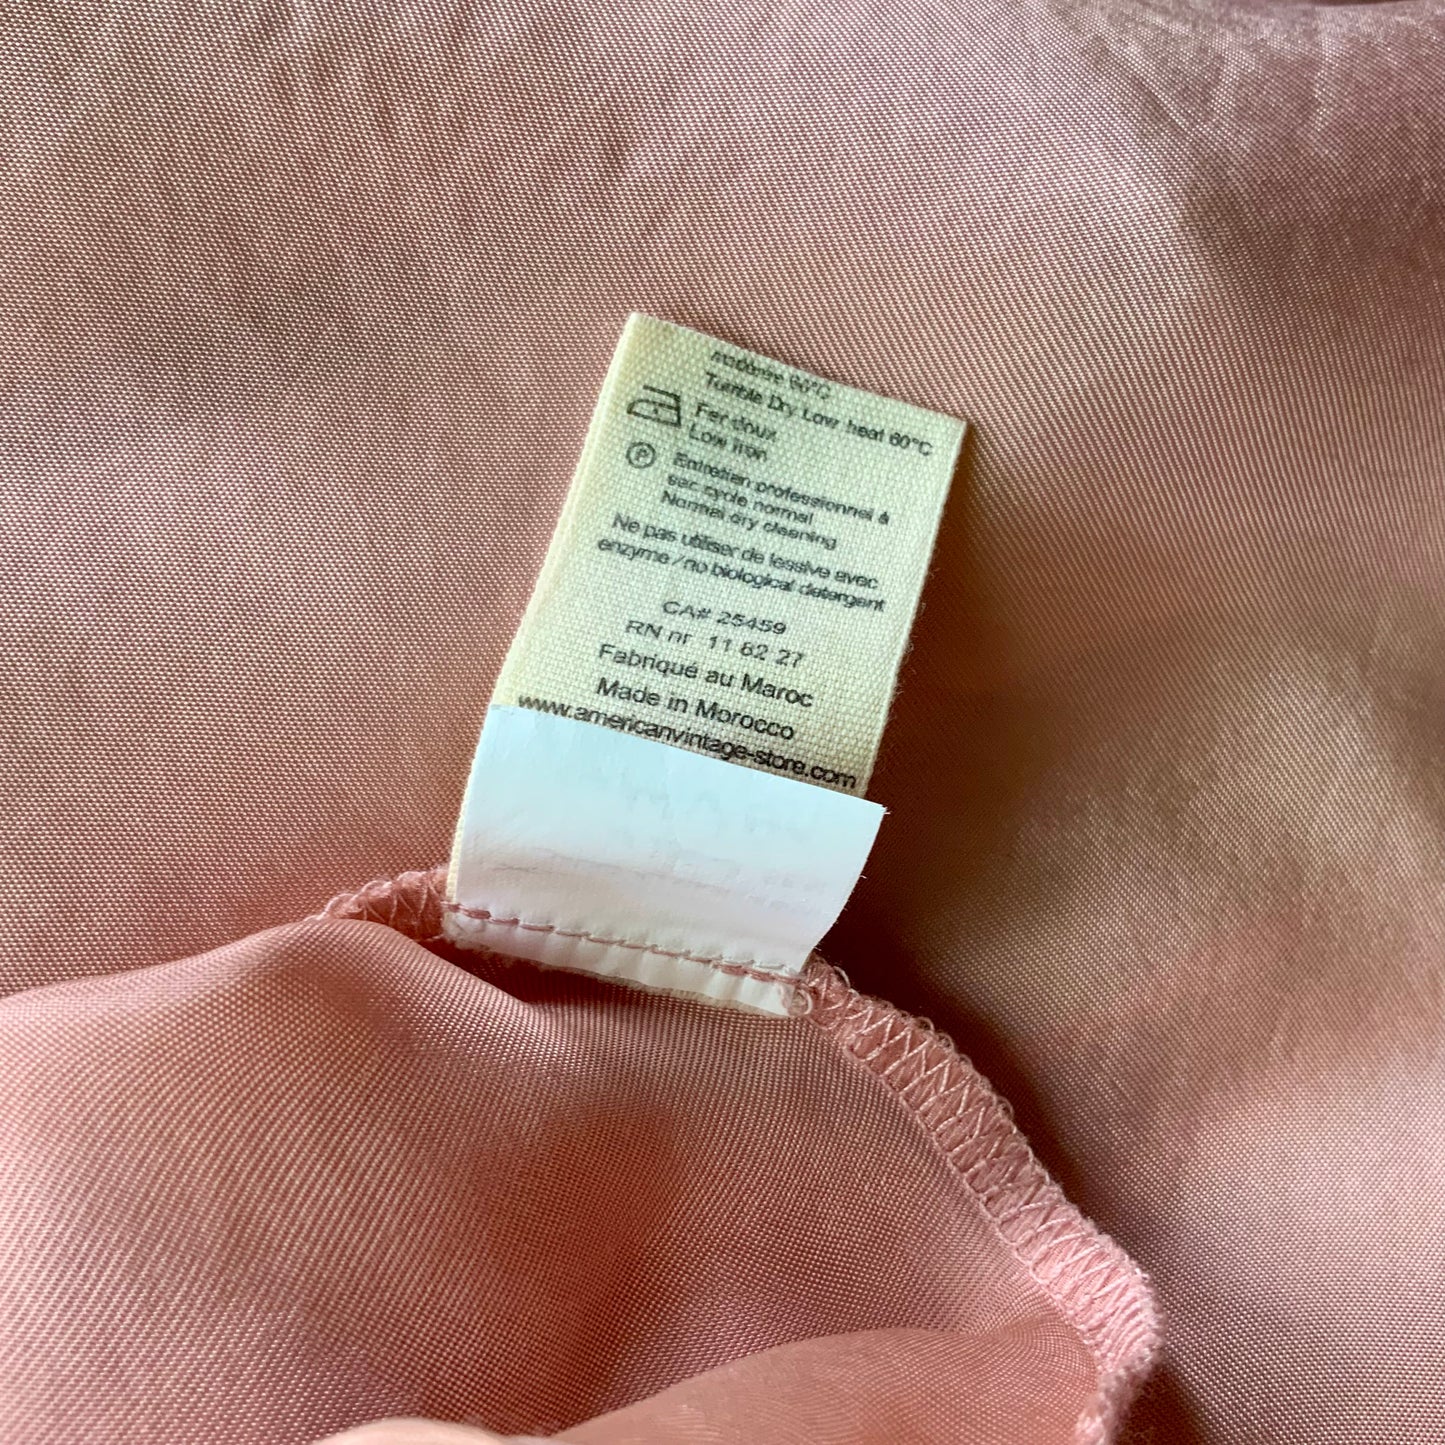 modérée 60°C
Tumble Dry Low heat 60°C
Fer doux
Low iron
P
Entretien professionnel à
sec cycle normal
Normal dry cleaning
Ne pas utiliser de lessive avec
enzyme / no biological detergent
CA# 25459
RN nr 11 62 27
Fabriqué au Maroc
Made in Morocco
www.americanvintage-store.com